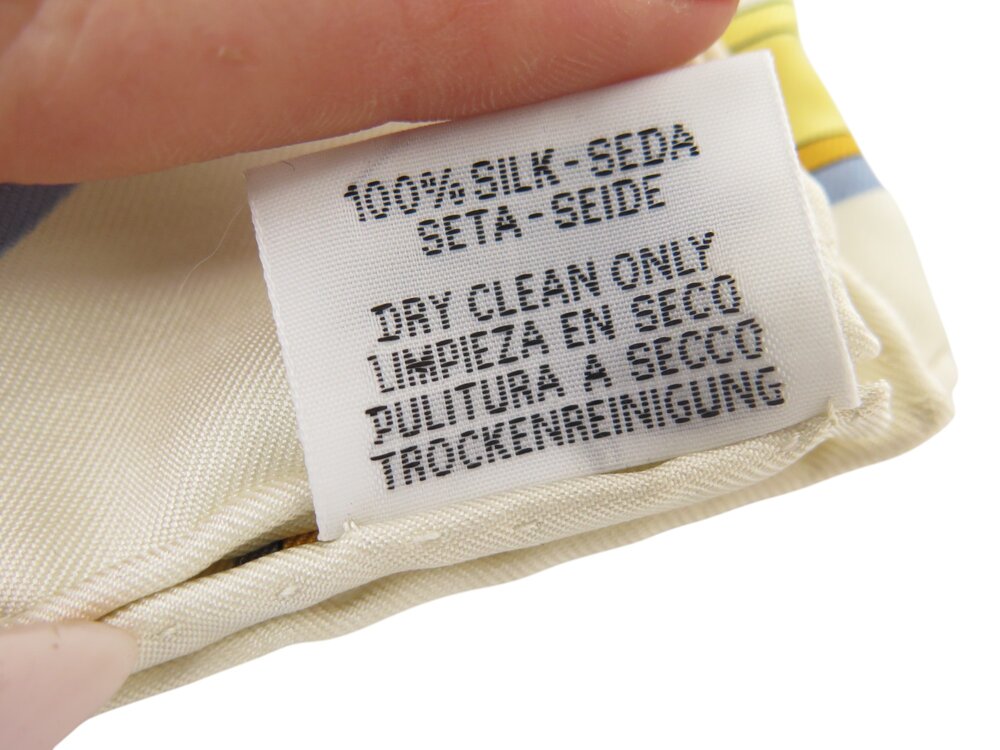 100% SILK - SEDA
SETA - SEIDE
DRY CLEAN ONLY
LIMPIEZA EN SECO
PULITURA A SECCO
TROCKENREINIGUNG